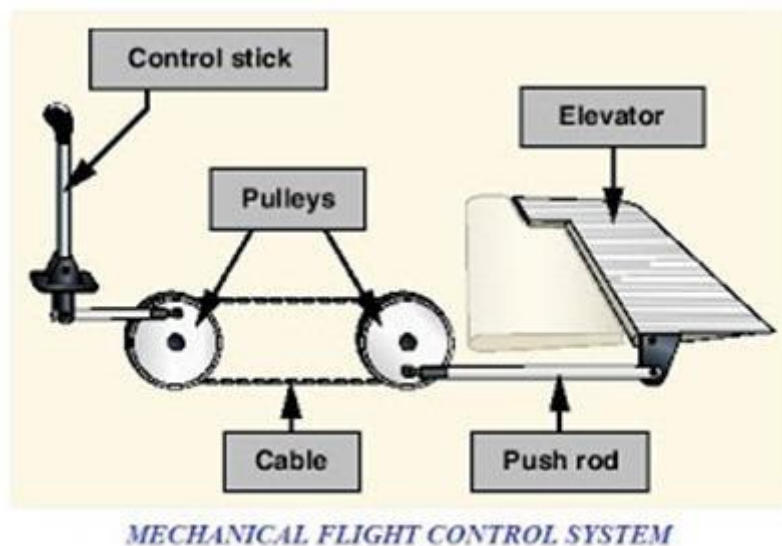 Control stick
Elevator
Pulleys
Cable
Push rod
MECHANICAL FLIGHT CONTROL SYSTEM